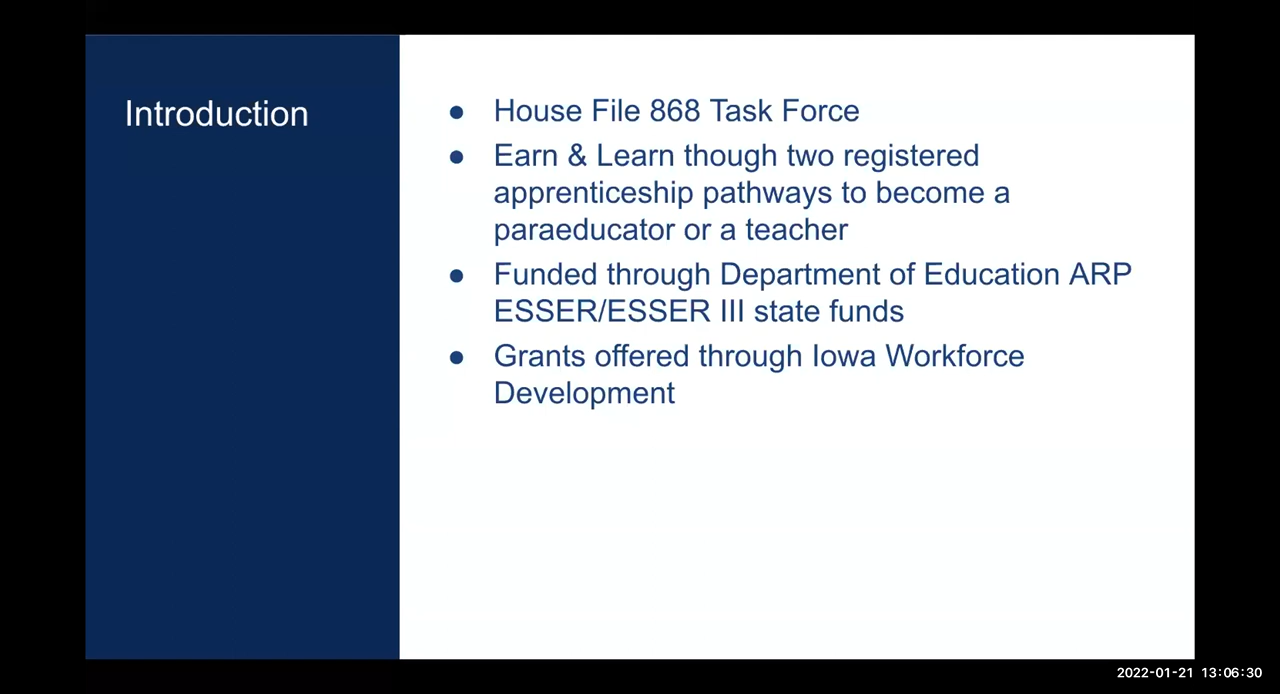 Introduction
● House File 868 Task Force
● Earn & Learn though two registered
apprenticeship pathways to become a
paraeducator or a teacher
● Funded through Department of Education ARP
ESSER/ESSER III state funds
● Grants offered through Iowa Workforce
Development
2022-01-21 13:06:30